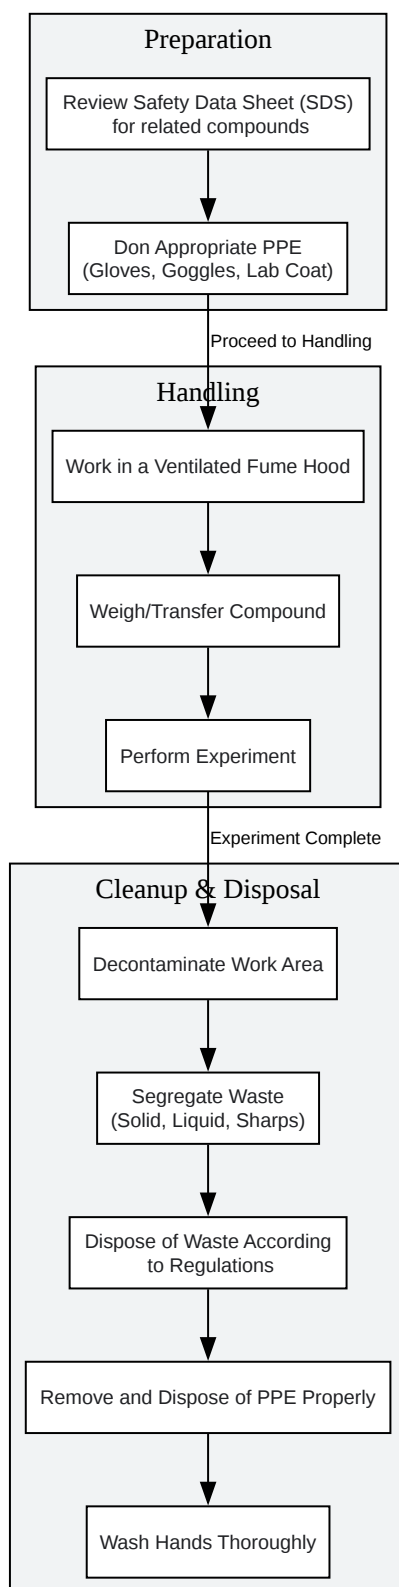 Preparation
Review Safety Data Sheet (SDS)
for related compounds
Don Appropriate PPE
(Gloves, Goggles, Lab Coat)
Proceed to Handling
Handling
Work in a Ventilated Fume Hood
Weigh/Transfer Compound
Perform Experiment
Experiment Complete
Cleanup & Disposal
Decontaminate Work Area
Segregate Waste
(Solid, Liquid, Sharps)
Dispose of Waste According
to Regulations
Remove and Dispose of PPE Properly
Wash Hands Thoroughly